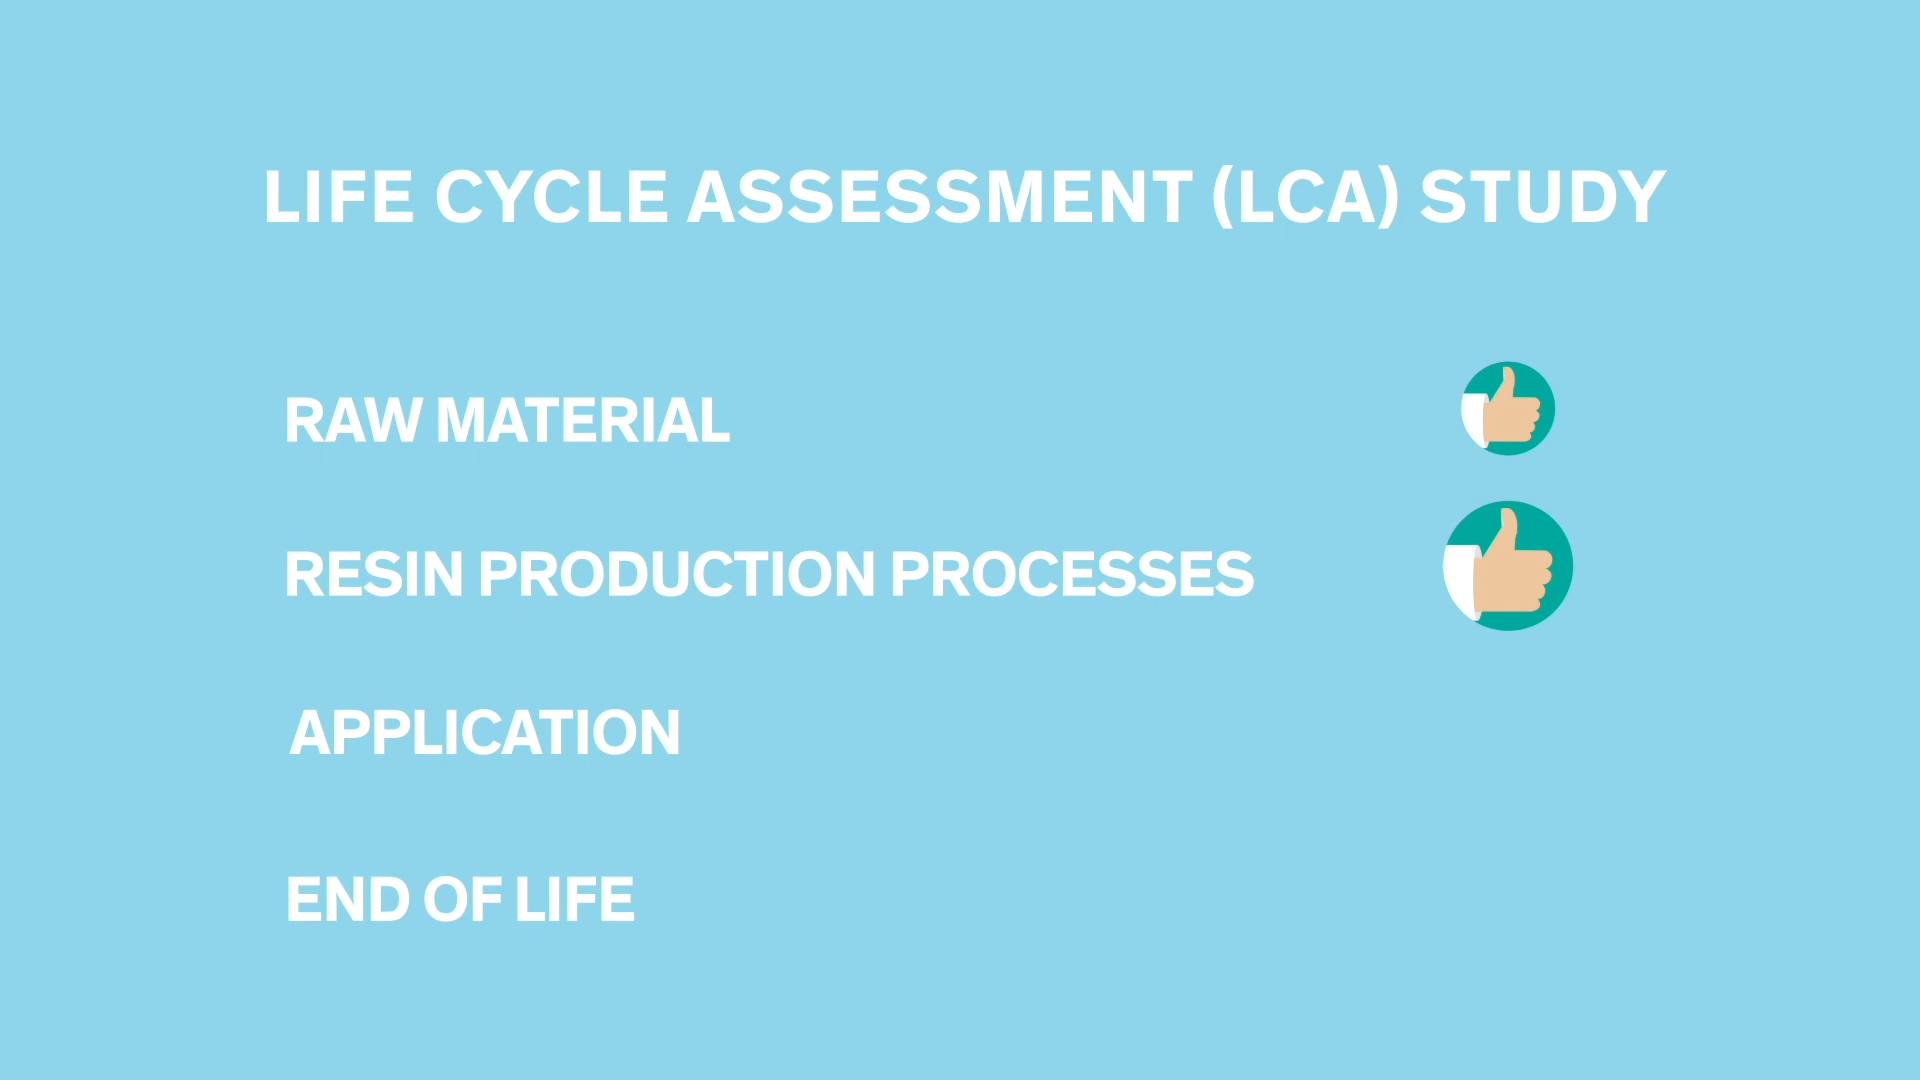 LIFE CYCLE ASSESSMENT (LCA) STUDY
RAW MATERIAL
RESIN PRODUCTION PROCESSES
APPLICATION
END OF LIFE